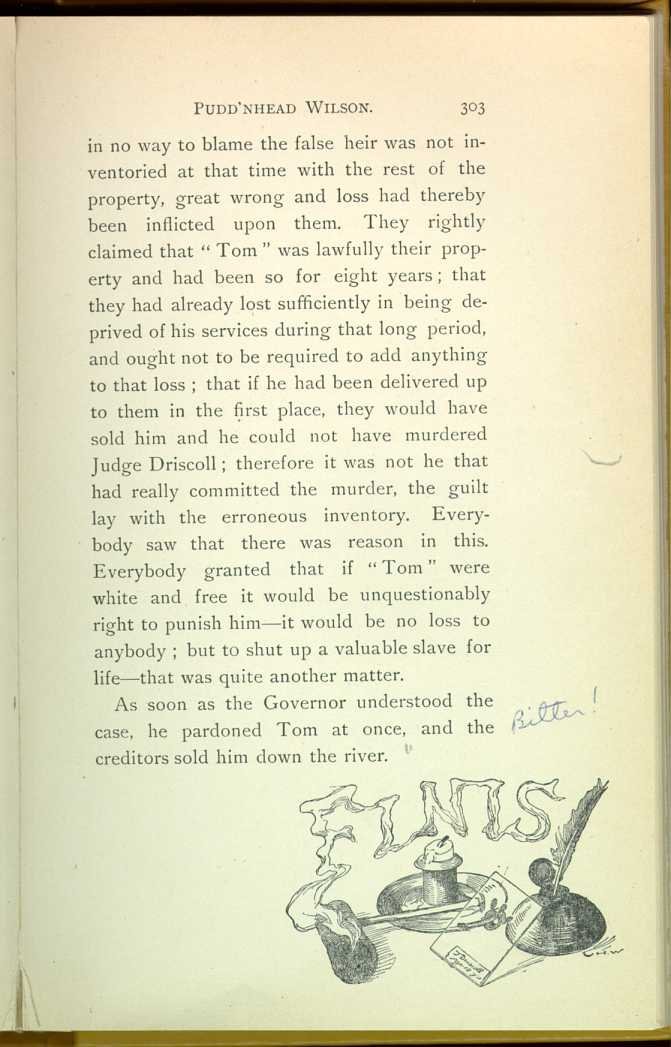 PUDD'NHEAD WILSON. 303
in no way to blame the false heir was not in-
ventoried at that time with the rest of the
property, great wrong and loss had thereby
been inflicted upon them. They rightly
claimed that “ Tom ” was lawfully their prop-
erty and had been so for eight years ; that
they had already lost sufficiently in being de-
prived of his services during that long period,
and ought not to be required to add anything
to that loss ; that if he had been delivered up
to them in the first place, they would have
sold him and he could not have murdered
Judge Driscoll ; therefore it was not he that
had really committed the murder, the guilt
lay with the erroneous inventory. Every-
body saw that there was reason in this.
Everybody granted that if “ Tom ” were
white and free it would be unquestionably
right to punish him—it would be no loss to
anybody ; but to shut up a valuable slave for
life—that was quite another matter.
As soon as the Governor understood the
case, he pardoned Tom at once, and the
creditors sold him down the river.
Bitter!
FINIS